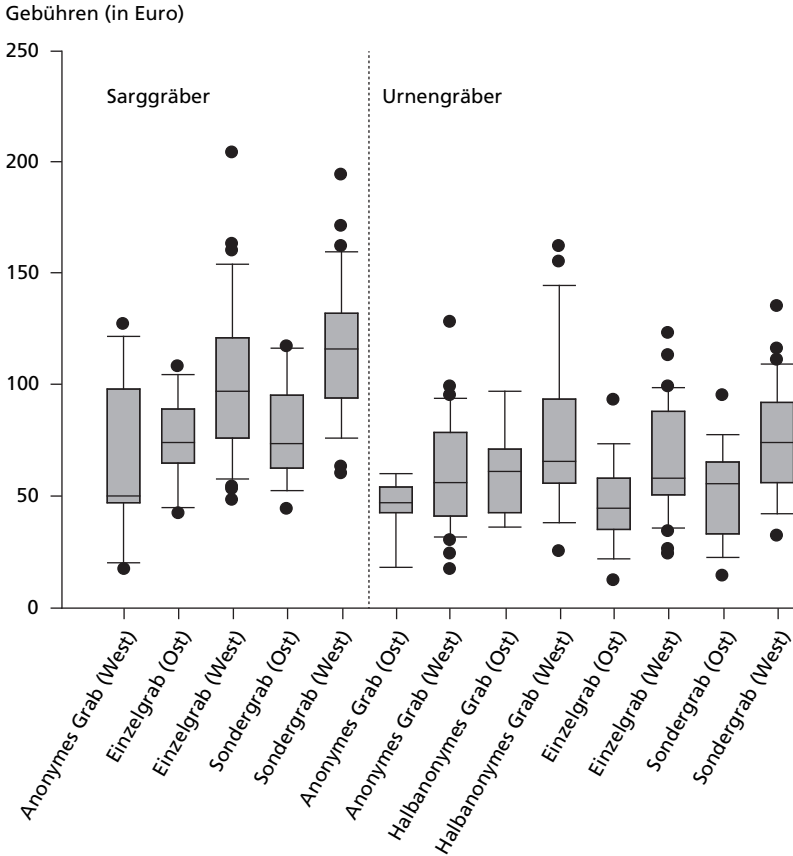 Gebühren (in Euro)
250
Sarggräber
Urnengräber
200
150
100
50
0
Anonymes Grab (West)
Einzelgrab (Ost)
Einzelgrab (West)
Sondergrab (Ost)
Sondergrab (West)
Anonymes Grab (Ost)
Anonymes Grab (West)
Halbanonymes Grab (Ost)
Halbanonymes Grab (West)
Einzelgrab (Ost)
Einzelgrab (West)
Sondergrab (Ost)
Sondergrab (West)